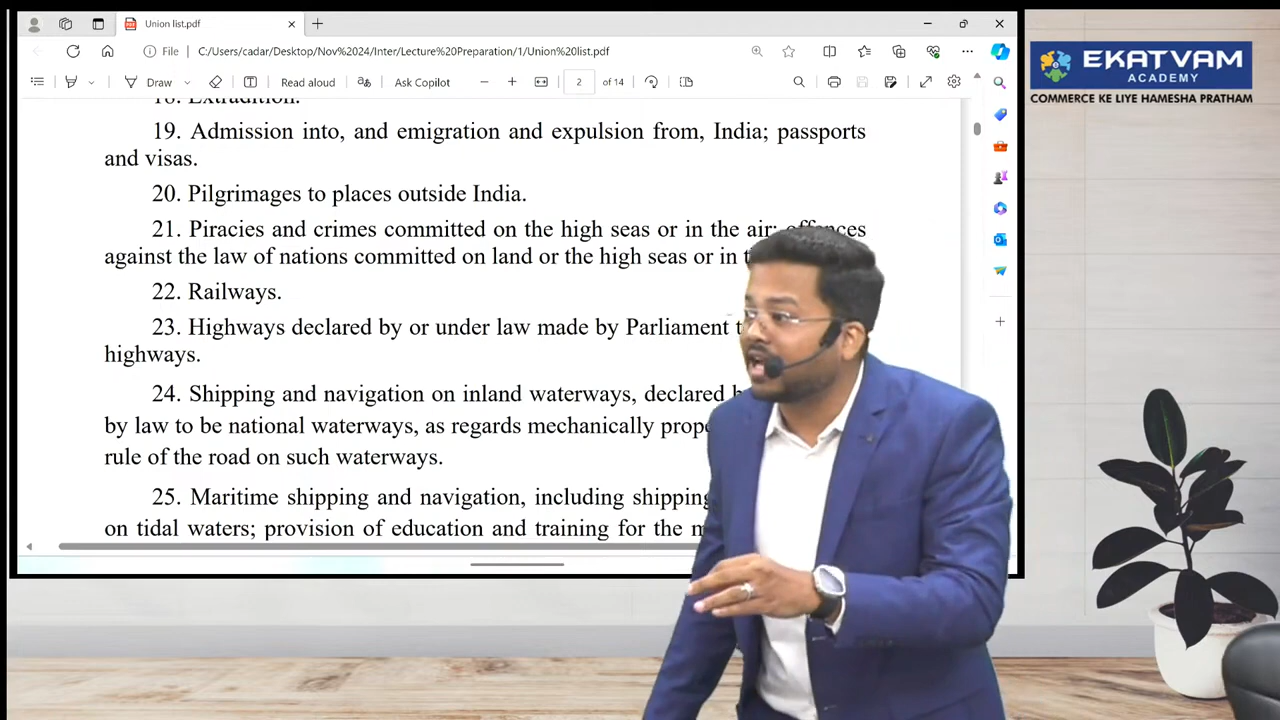 Union list.pdf
File
C:/Users/cadar/Desktop/Nov%2024/Inter/Lecture%20Preparation/1/Union%20list.pdf
Draw
Read aloud
Ask Copilot
2 of 14
EKATVAM
ACADEMY
COMMERCE KE LIYE HAMESHA PRATHAM
18. Extradition.
19. Admission into, and emigration and expulsion from, India; passports
and visas.
20. Pilgrimages to places outside India.
21. Piracies and crimes committed on the high seas or in the air; offences
against the law of nations committed on land or the high seas or in
22. Railways.
23. Highways declared by or under law made by Parliament
highways.
24. Shipping and navigation on inland waterways, declared
by law to be national waterways, as regards mechanically
rule of the road on such waterways.
25. Maritime shipping and navigation, including shipping
on tidal waters; provision of education and training for the